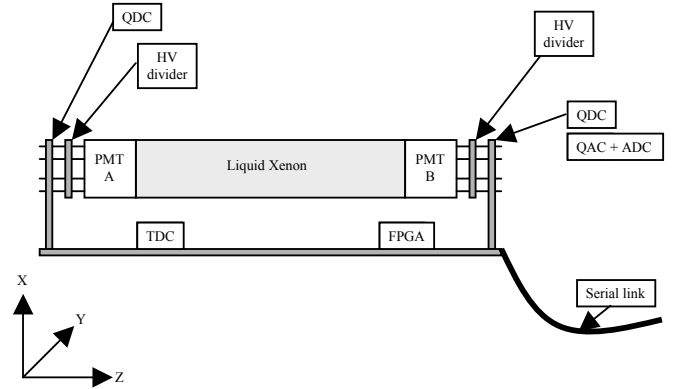 QDC
HV
divider
HV
divider
QDC
QAC + ADC
PMT
A
Liquid Xenon
PMT
B
TDC
FPGA
X
Y
Z
Serial link